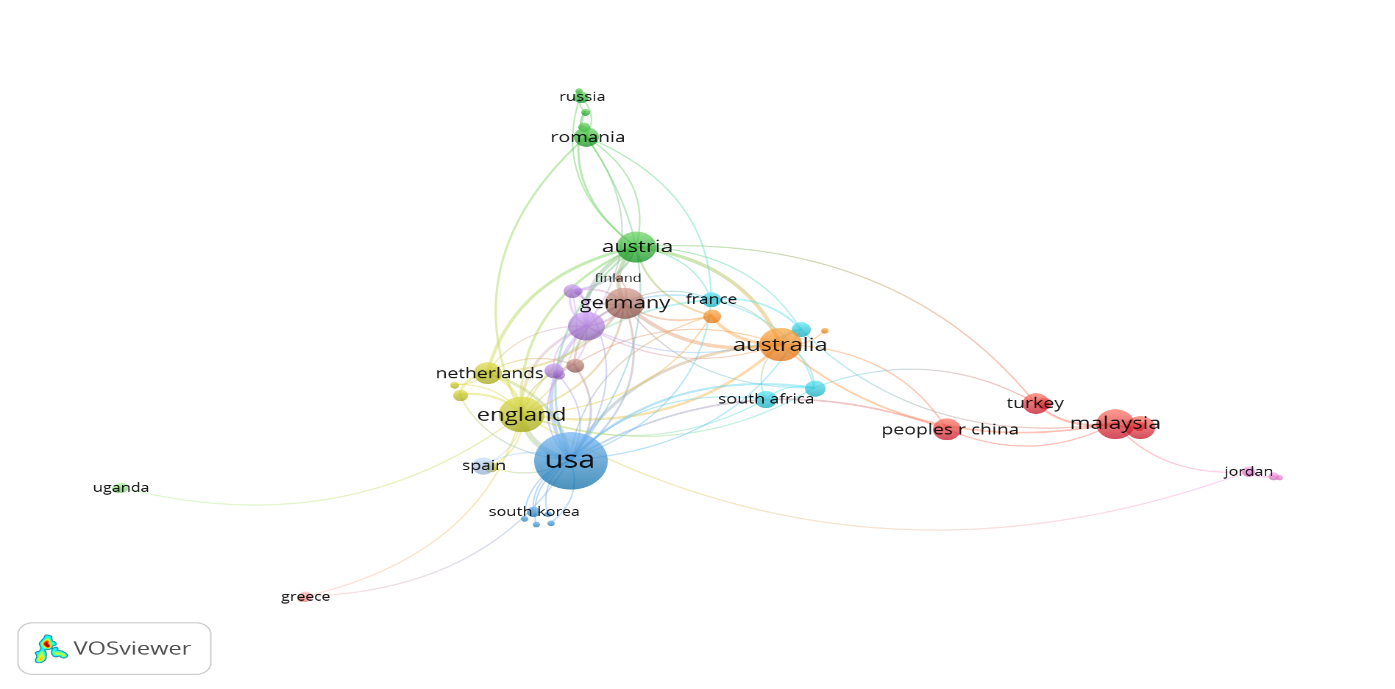 russia
romania
austria
finland
germany
france
australia
netherlands
south africa
turkey
england
malaysia
peoples r china
usa
spain
jordan
uganda
south korea
greece
VOSviewer